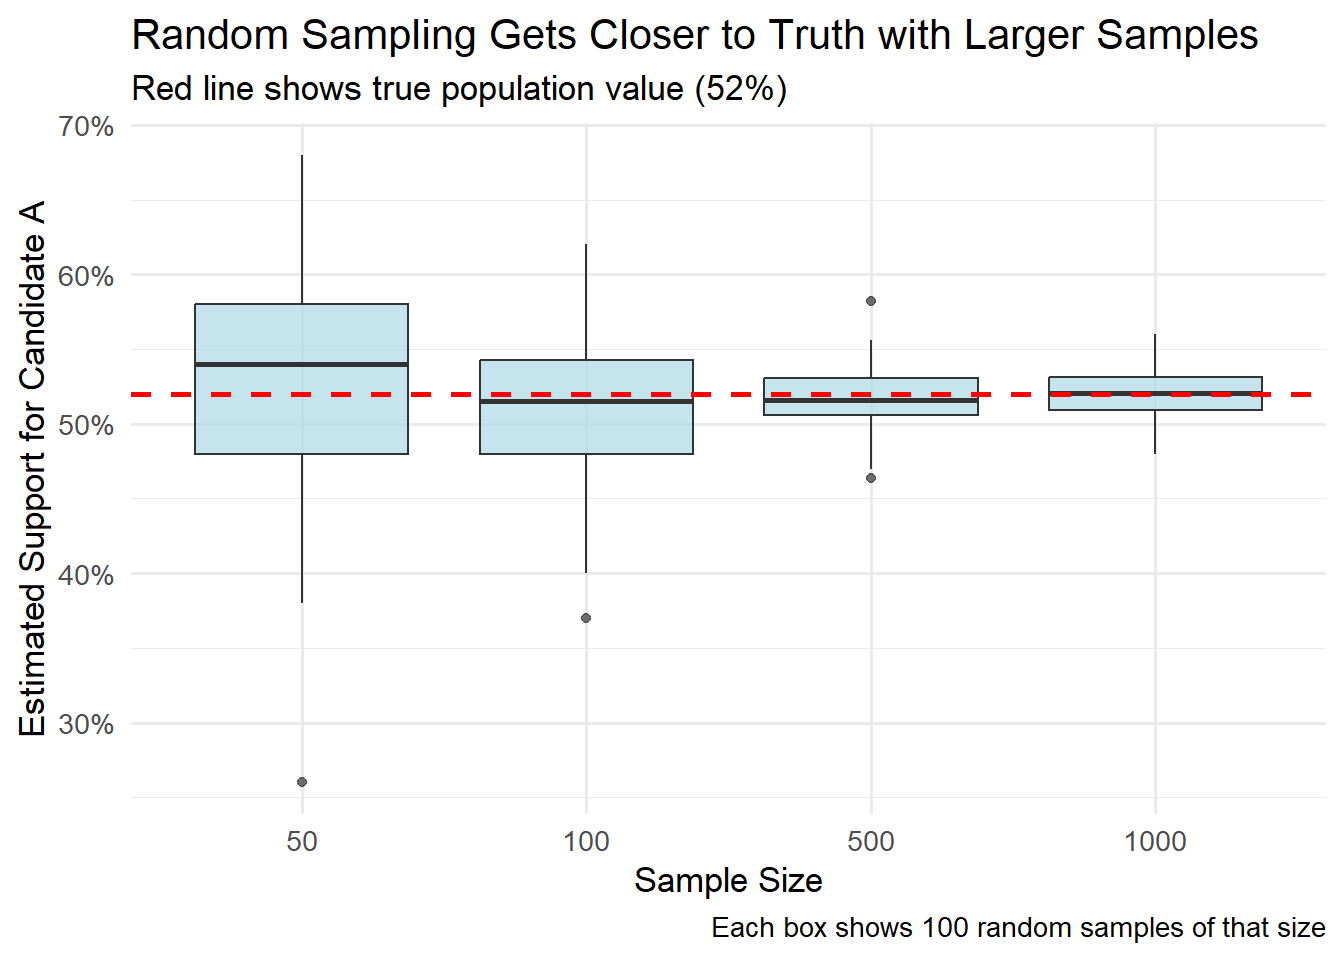 Random Sampling Gets Closer to Truth with Larger Samples
Red line shows true population value (52%)
Estimated Support for Candidate A
70%
60%
50%
40%
30%
50
100
500
1000
Sample Size
Each box shows 100 random samples of that size